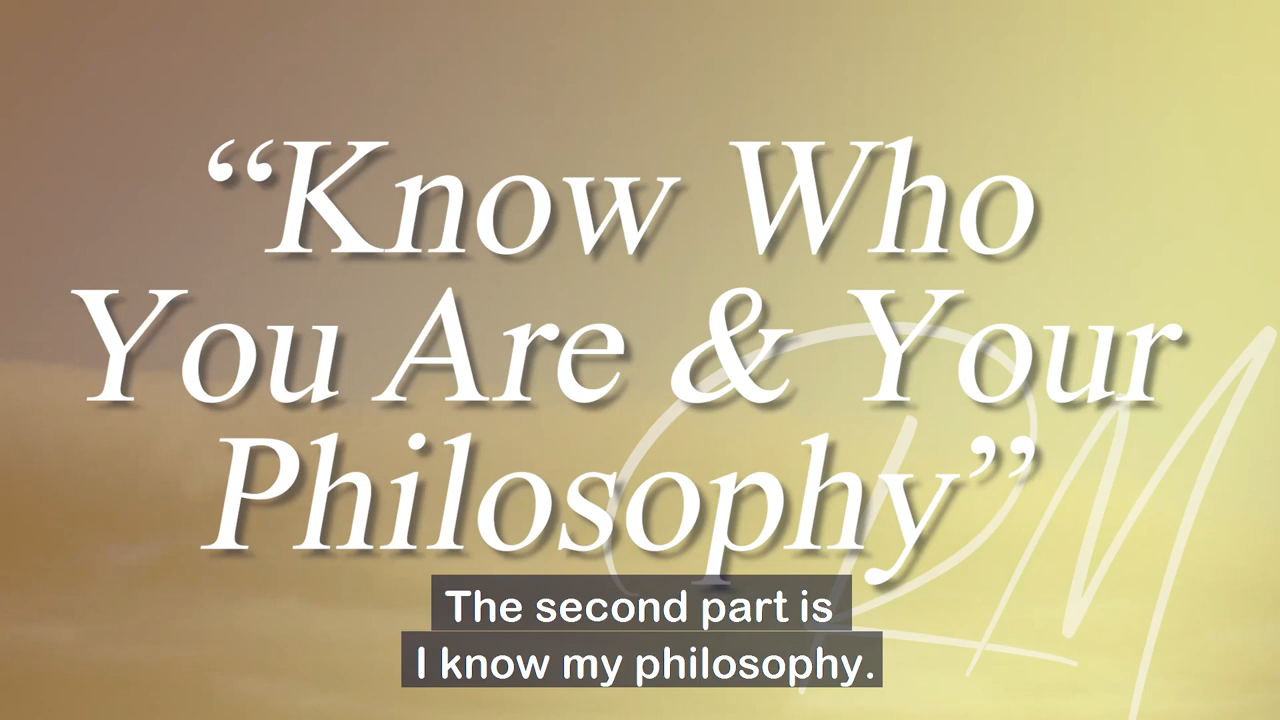 “Know Who
You Are & Your
Philosophy”
The second part is
I know my philosophy.